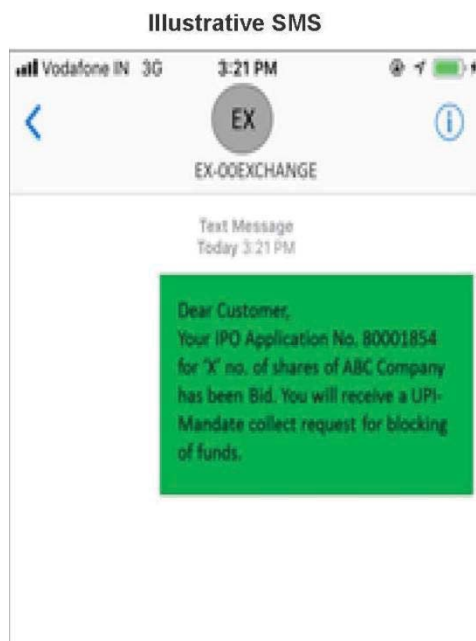 Illustrative SMS
Vodafone IN 3G 3:21 PM
EX
EX-00EXCHANGE
Text Message
Today 3:21 PM
Dear Customer,
Your IPO Application No. 80001854
for 'X' no. of shares of ABC Company
has been Bid. You will receive a UPI-
Mandate collect request for blocking
of funds.